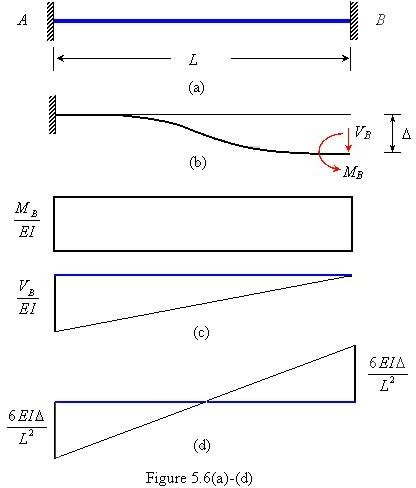 A B
L
(a)
V_B Δ
(b)
M_B
M_B/EI
V_B/EI
(c)
6EIΔ/L²
6EIΔ/L²
(d)
Figure 5.6(a)-(d)